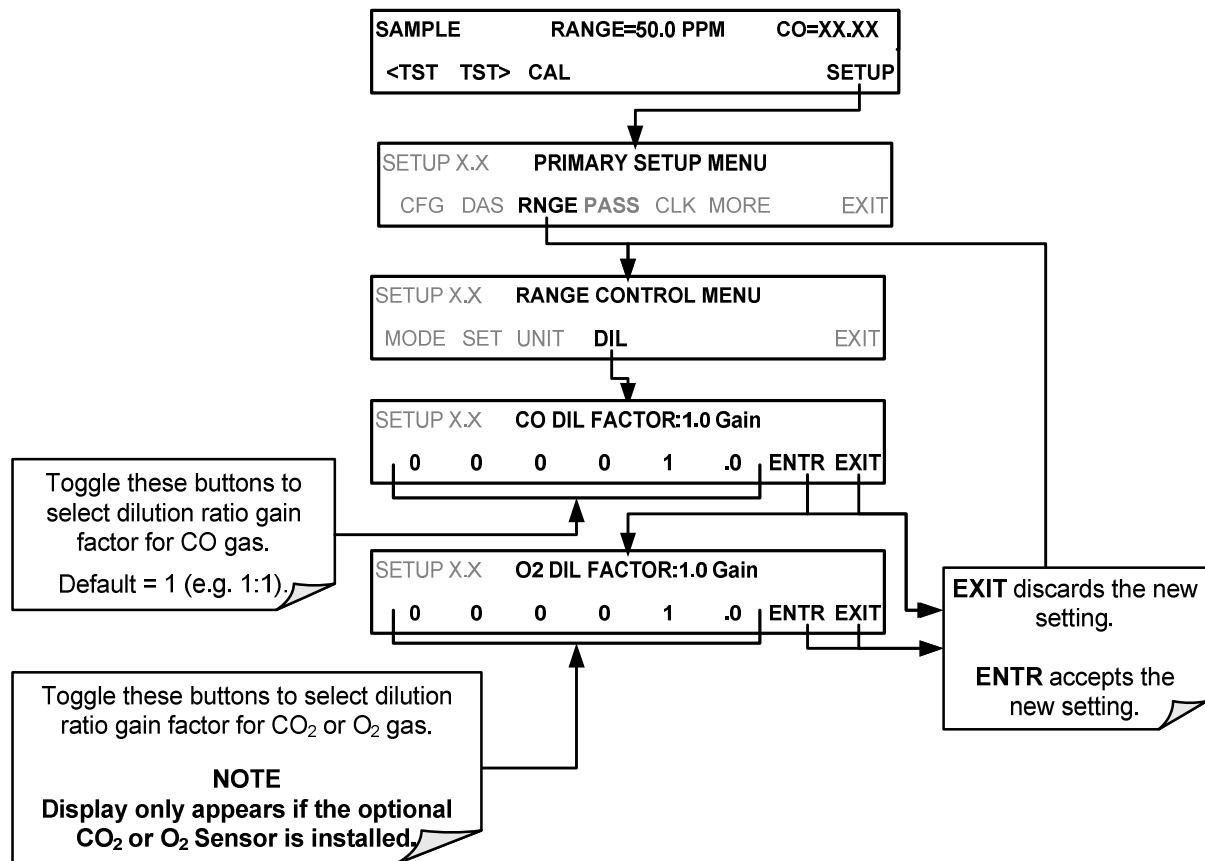 SAMPLE RANGE=50.0 PPM CO=XX.XX
<TST TST> CAL SETUP
SETUP X.X PRIMARY SETUP MENU
CFG DAS RNGE PASS CLK MORE EXIT
SETUP X.X RANGE CONTROL MENU
MODE SET UNIT DIL EXIT
SETUP X.X CO DIL FACTOR:1.0 Gain
0 0 0 0 1 .0 ENTR EXIT
Toggle these buttons to
select dilution ratio gain
factor for CO gas.
Default = 1 (e.g. 1:1).
SETUP X.X O2 DIL FACTOR:1.0 Gain
0 0 0 0 1 .0 ENTR EXIT
EXIT discards the new
setting.
ENTR accepts the
new setting.
Toggle these buttons to select dilution
ratio gain factor for CO₂ or O₂ gas.
NOTE
Display only appears if the optional
CO₂ or O₂ Sensor is installed.